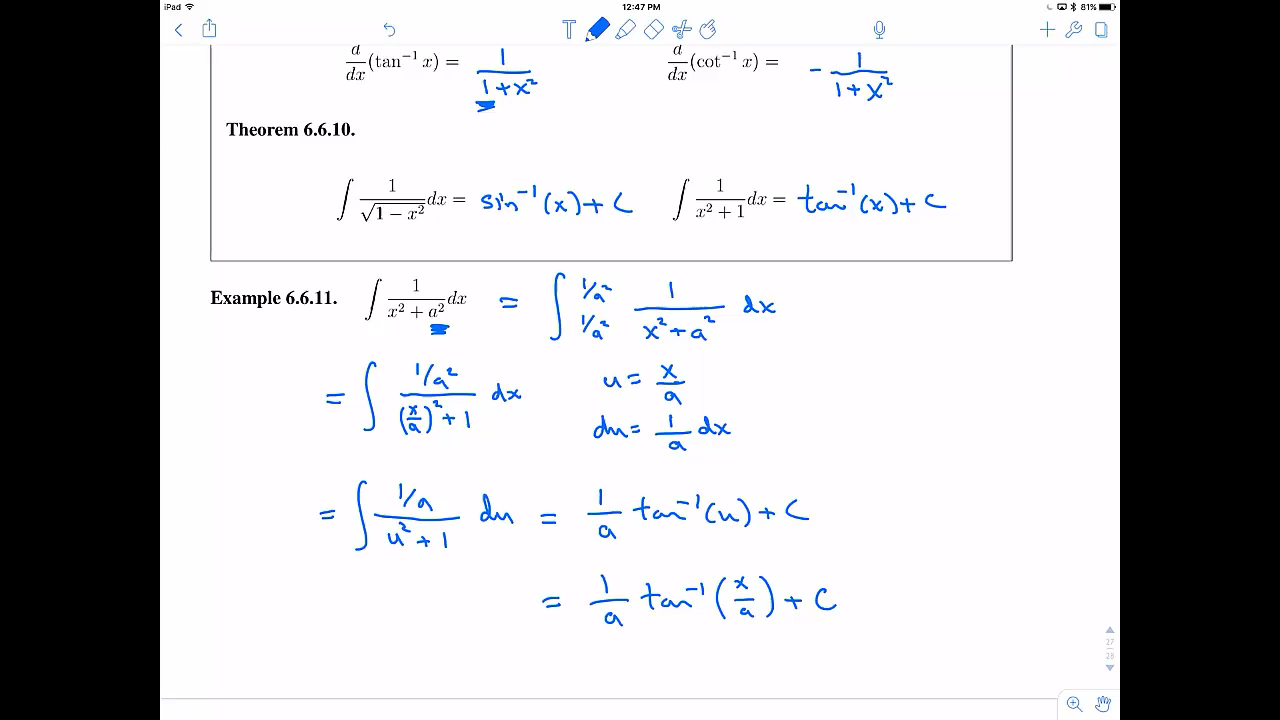 iPad 12:47 PM 81%
T
d/dx (tan⁻¹ x) = 1/(1+x²) d/dx (cot⁻¹ x) = - 1/(1+x²)
Theorem 6.6.10.
∫ 1/√(1 − x²) dx = sin⁻¹(x) + C ∫ 1/(x² + 1) dx = tan⁻¹(x) + C
Example 6.6.11. ∫ 1/(x² + a²) dx = ∫ (1/a²)/(1/a²) 1/(x² + a²) dx
= ∫ (1/a²)/((x/a)² + 1) dx u = x/a
du = 1/a dx
= ∫ (1/a)/(u² + 1) du = 1/a tan⁻¹(u) + C
= 1/a tan⁻¹(x/a) + C
27
28